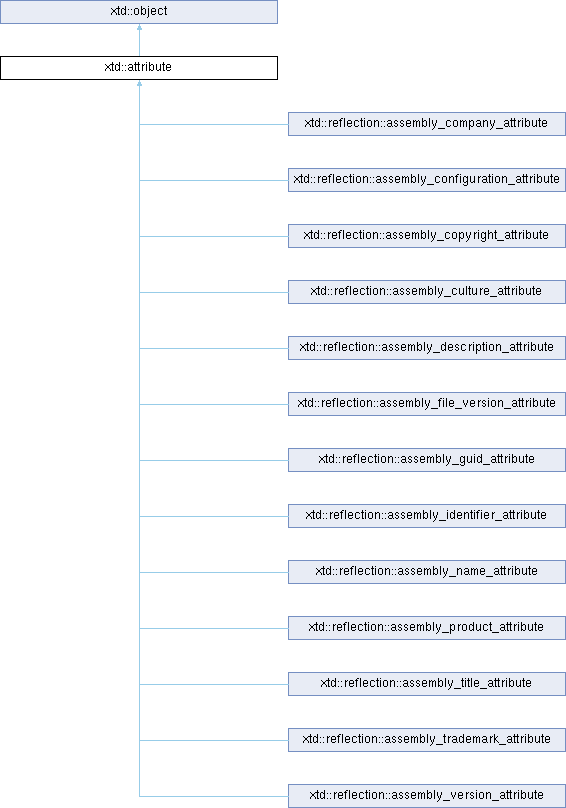 xtd::object
xtd::attribute
xtd::reflection::assembly_company_attribute
xtd::reflection::assembly_configuration_attribute
xtd::reflection::assembly_copyright_attribute
xtd::reflection::assembly_culture_attribute
xtd::reflection::assembly_description_attribute
xtd::reflection::assembly_file_version_attribute
xtd::reflection::assembly_guid_attribute
xtd::reflection::assembly_identifier_attribute
xtd::reflection::assembly_name_attribute
xtd::reflection::assembly_product_attribute
xtd::reflection::assembly_title_attribute
xtd::reflection::assembly_trademark_attribute
xtd::reflection::assembly_version_attribute